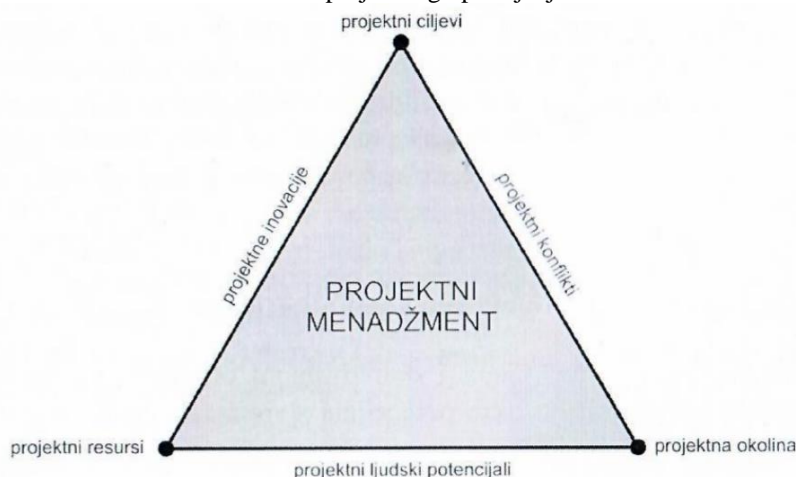 projektni ciljevi
projektne inovacije
projektni konflikti
PROJEKTNI
MENADŽMENT
projektni resursi
projektna okolina
projektni ljudski potencijali